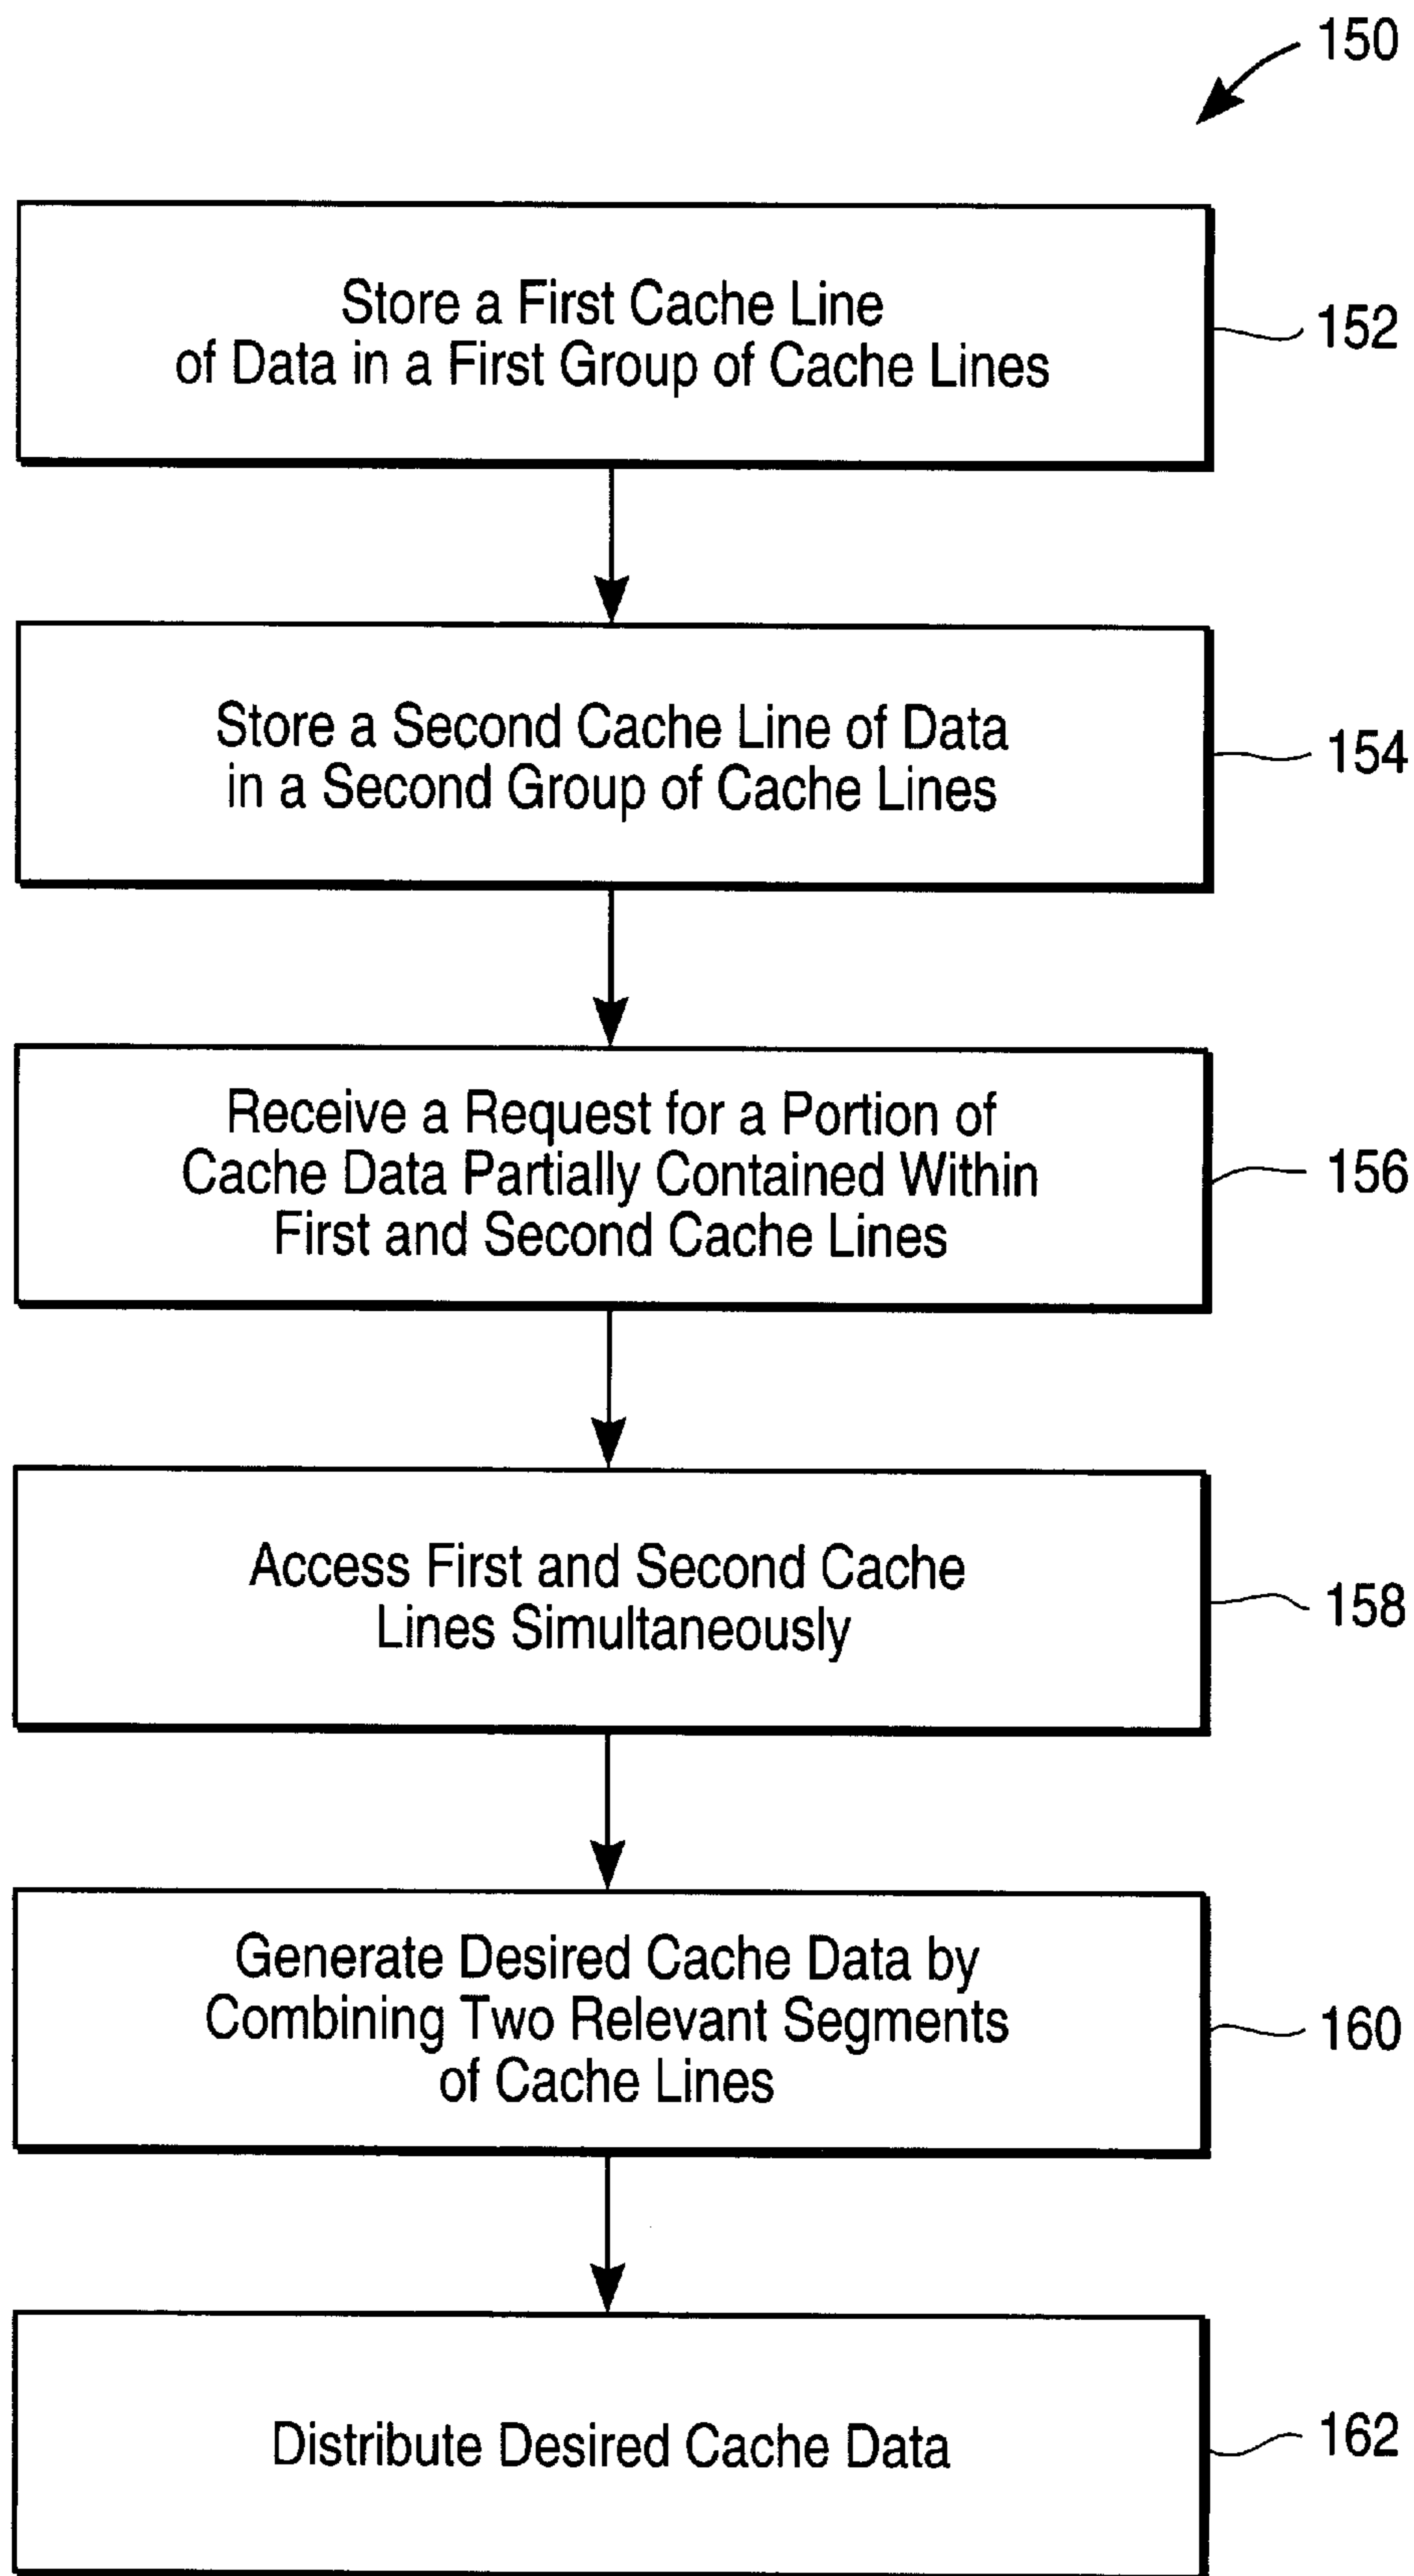 150
Store a First Cache Line
of Data in a First Group of Cache Lines
152
Store a Second Cache Line of Data
in a Second Group of Cache Lines
154
Receive a Request for a Portion of
Cache Data Partially Contained Within
First and Second Cache Lines
156
Access First and Second Cache
Lines Simultaneously
158
Generate Desired Cache Data by
Combining Two Relevant Segments
of Cache Lines
160
Distribute Desired Cache Data
162